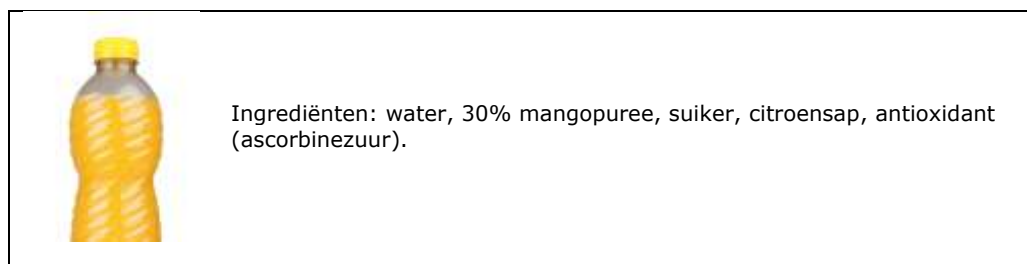 Ingrediënten: water, 30% mangopuree, suiker, citroensap, antioxidant
(ascorbinezuur).